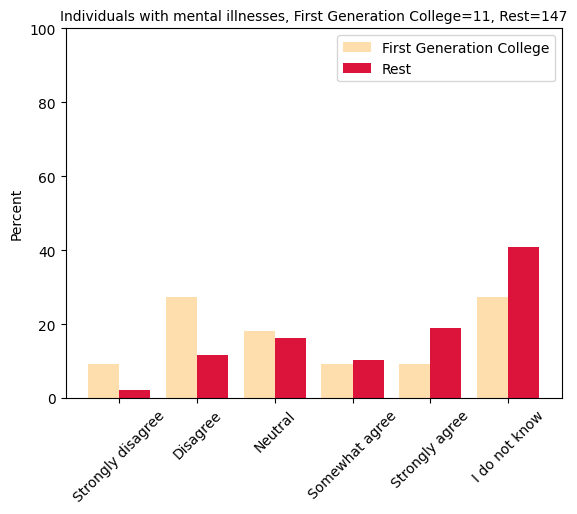 Individuals with mental illnesses, First Generation College=11, Rest=147
First Generation College
Rest
Percent
100
80
60
40
20
0
Strongly disagree
Disagree
Neutral
Somewhat agree
Strongly agree
I do not know